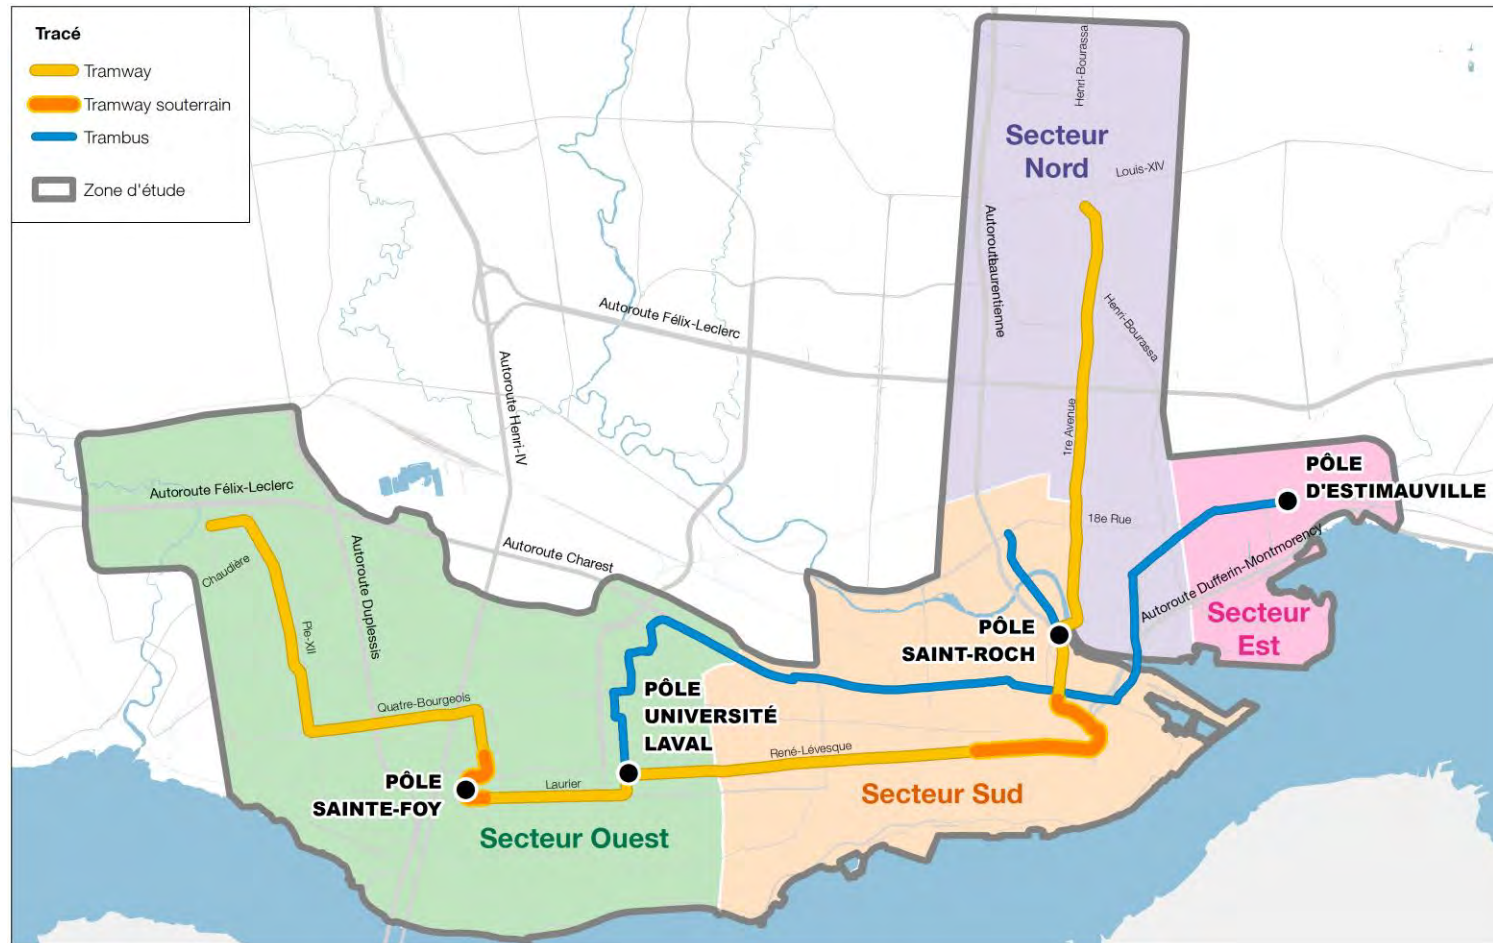 Tracé
Tramway
Tramway souterrain
Trambus
Zone d'étude
Henri-Bourassa
Secteur
Nord
Louis-XIV
Autoroute Laurentienne
Henri-Bourassa
Autoroute Félix-Leclerc
Autoroute Henri-IV
1re Avenue
PÔLE
D'ESTIMAUVILLE
Autoroute Félix-Leclerc
18e Rue
Autoroute Charest
Autoroute Duplessis
Chaudière
Autoroute Dufferin-Montmorency
Secteur
Est
Pie-XII
PÔLE
SAINT-ROCH
PÔLE
UNIVERSITÉ
LAVAL
Quatre-Bourgeois
René-Lévesque
PÔLE
SAINTE-FOY
Laurier
Secteur Sud
Secteur Ouest